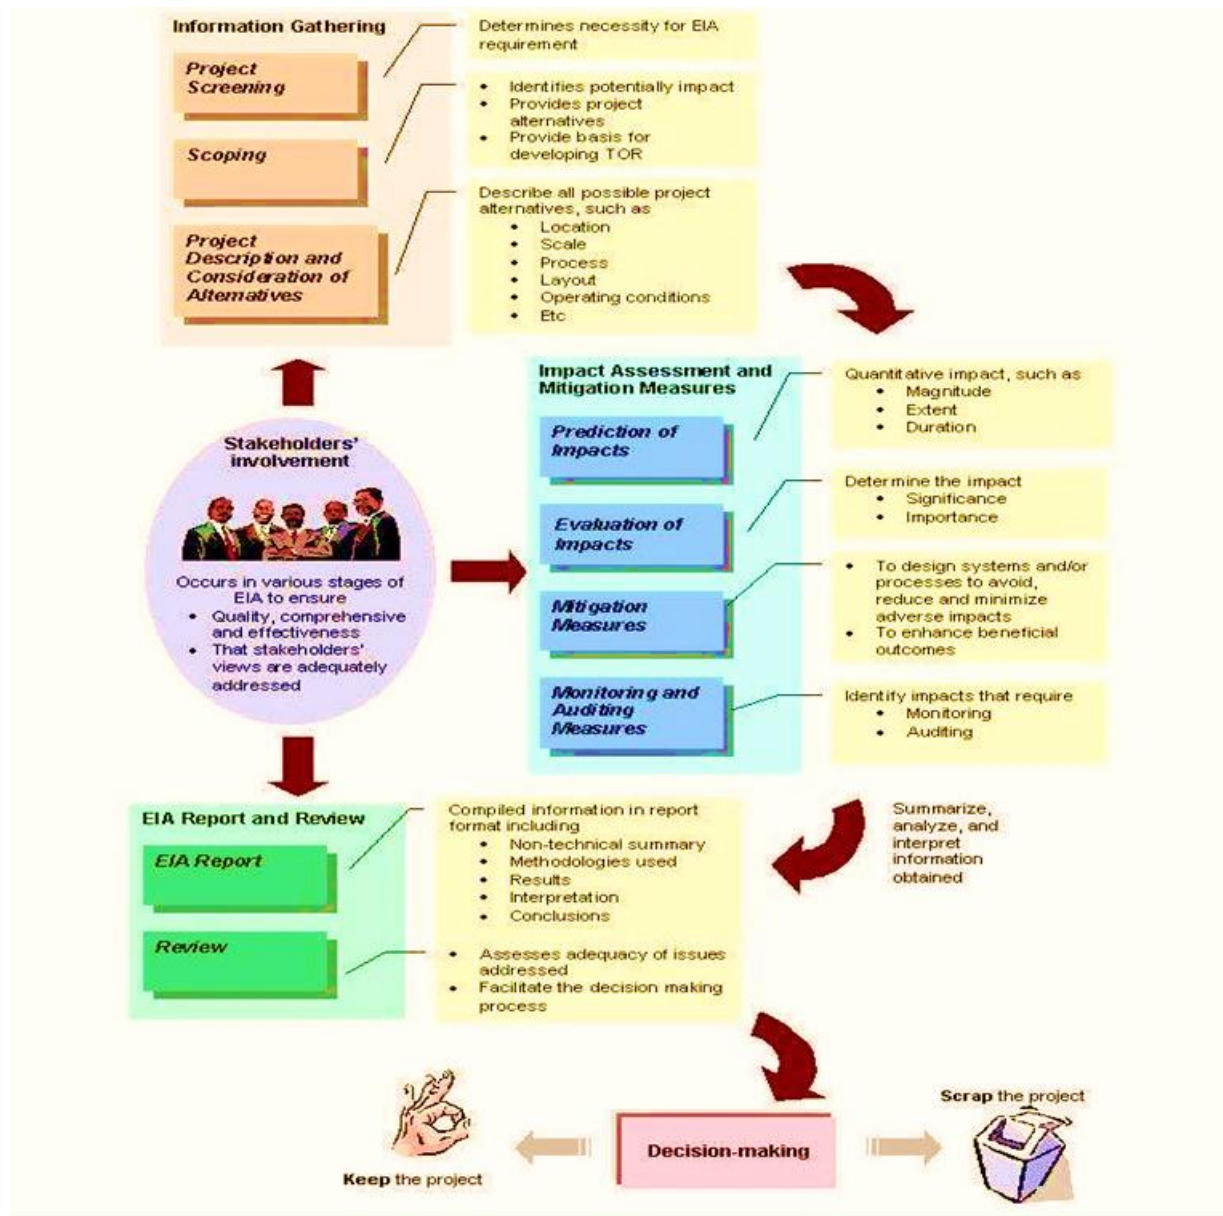 Information Gathering
Project
Screening
Determines necessity for EIA
requirement
Scoping
• Identifies potentially impact
• Provides project
alternatives
• Provide basis for
developing TOR
Project
Description and
Consideration of
Alternatives
Describe all possible project
alternatives, such as
• Location
• Scale
• Process
• Layout
• Operating conditions
• Etc
Stakeholders'
involvement
Occurs in various stages of
EIA to ensure
• Quality, comprehensive
and effectiveness
• That stakeholders'
views are adequately
addressed
Impact Assessment and
Mitigation Measures
Prediction of
Impacts
Quantitative impact, such as
• Magnitude
• Extent
• Duration
Evaluation of
Impacts
Determine the impact
• Significance
• Importance
Mitigation
Measures
• To design systems and/or
processes to avoid,
reduce and minimize
adverse impacts
• To enhance beneficial
outcomes
Monitoring and
Auditing
Measures
Identify impacts that require
• Monitoring
• Auditing
Summarize,
analyze, and
interpret
information
obtained
EIA Report and Review
EIA Report
Compiled information in report
format including
• Non-technical summary
• Methodologies used
• Results
• Interpretation
• Conclusions
Review
• Assesses adequacy of issues
addressed
• Facilitate the decision making
process
Decision-making
Keep the project
Scrap the project